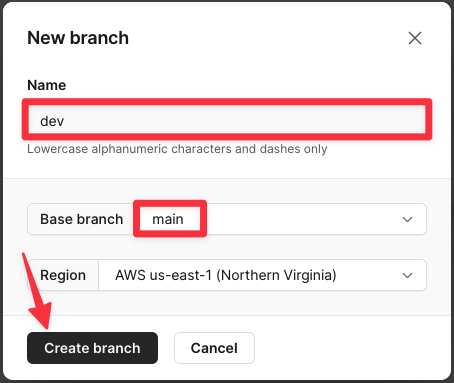 New branch
Name
dev
Lowercase alphanumeric characters and dashes only
Base branch main
Region AWS us-east-1 (Northern Virginia)
Create branch Cancel